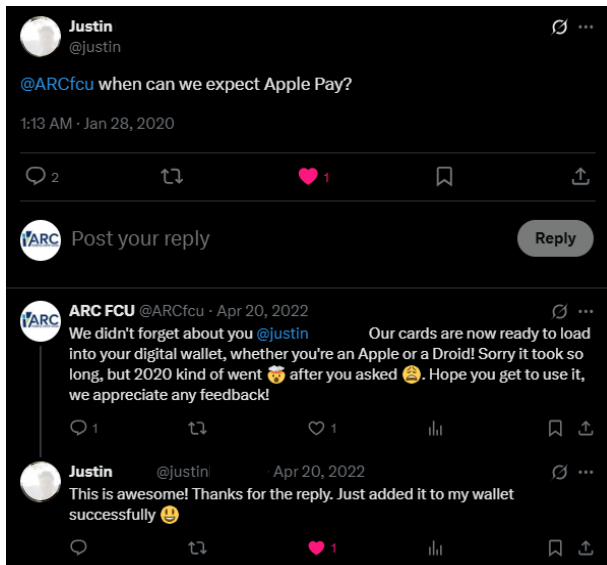 Justin
@justin
@ARCfcu when can we expect Apple Pay?
1:13 AM · Jan 28, 2020
2
1
ARC
Post your reply
Reply
ARC
ARC FCU @ARCfcu · Apr 20, 2022
We didn't forget about you @justin Our cards are now ready to load
into your digital wallet, whether you're an Apple or a Droid! Sorry it took so
long, but 2020 kind of went 🤯 after you asked 😩. Hope you get to use it,
we appreciate any feedback!
1
1
Justin @justin · Apr 20, 2022
This is awesome! Thanks for the reply. Just added it to my wallet
successfully 😃
1